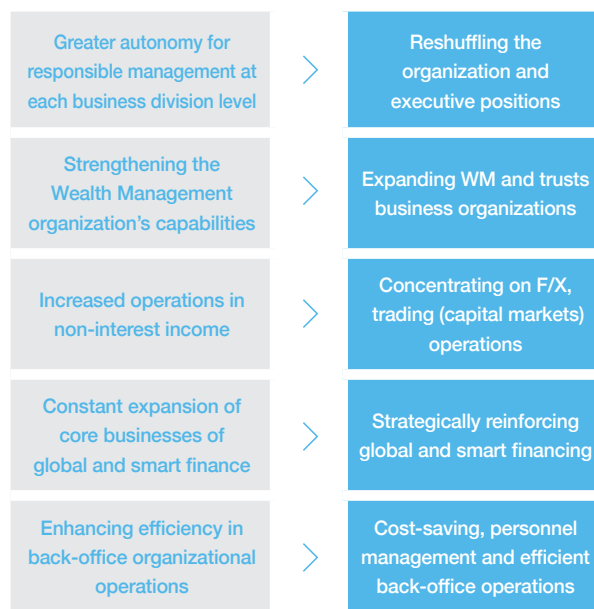 Greater autonomy for
responsible management at
each business division level
Reshuffling the
organization and
executive positions
Strengthening the
Wealth Management
organization's capabilities
Expanding WM and trusts
business organizations
Increased operations in
non-interest income
Concentrating on F/X,
trading (capital markets)
operations
Constant expansion of
core businesses of
global and smart finance
Strategically reinforcing
global and smart financing
Enhancing efficiency in
back-office organizational
operations
Cost-saving, personnel
management and efficient
back-office operations